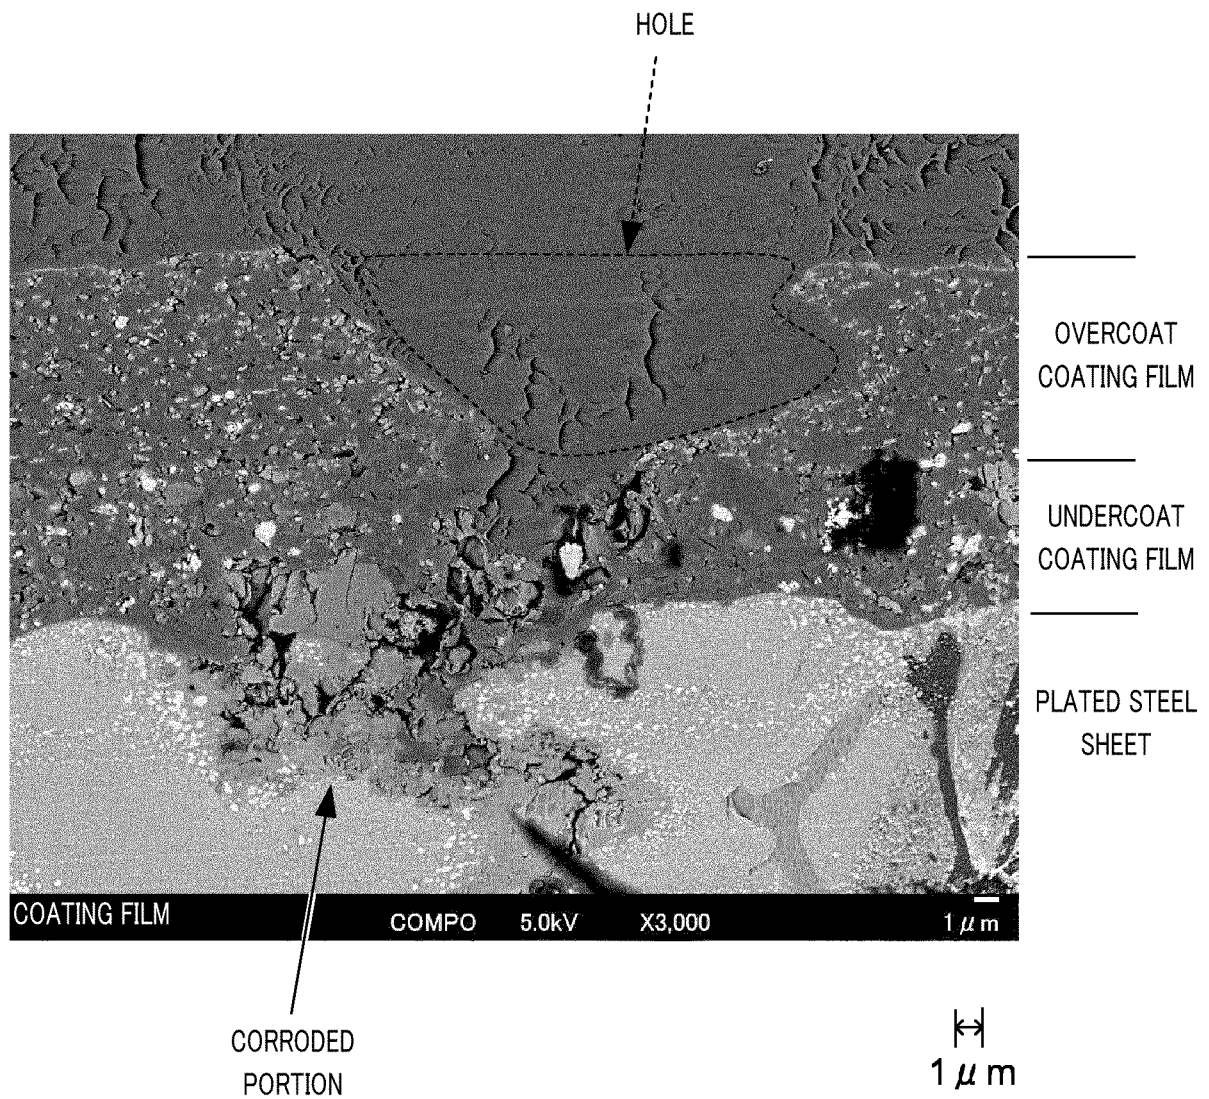 HOLE
OVERCOAT
COATING FILM
UNDERCOAT
COATING FILM
PLATED STEEL
SHEET
COATING FILM
COMPO 5.0kV X3,000 1 μm
CORRODED
PORTION
1 μm